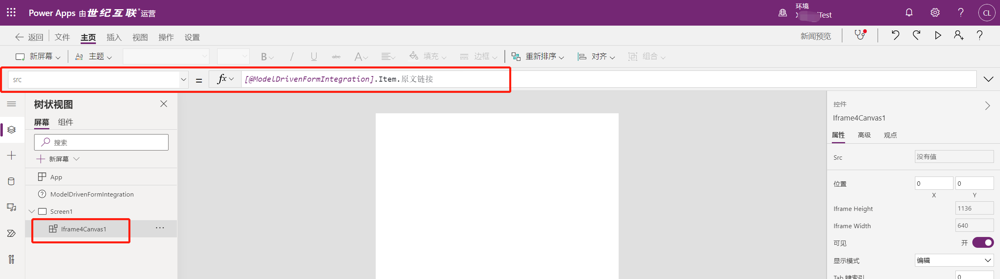 Power Apps 由世纪互联®运营
环境
Test
CL
返回 文件 主页 插入 视图 操作 设置
新闻预览
新屏幕 Aa 主题 B / U abc A 填充 边框 重新排序 对齐 组合
src = fx [@ModelDrivenFormIntegration].Item.原文链接
树状视图
屏幕 组件
搜索
新屏幕
App
ModelDrivenFormIntegration
Screen1
Iframe4Canvas1 ...
控件
Iframe4Canvas1
属性 高级 观点
Src 没有值
位置 0 0
X Y
Iframe Height 1136
Iframe Width 640
可见 开
显示模式 编辑
Tab 键索引 0